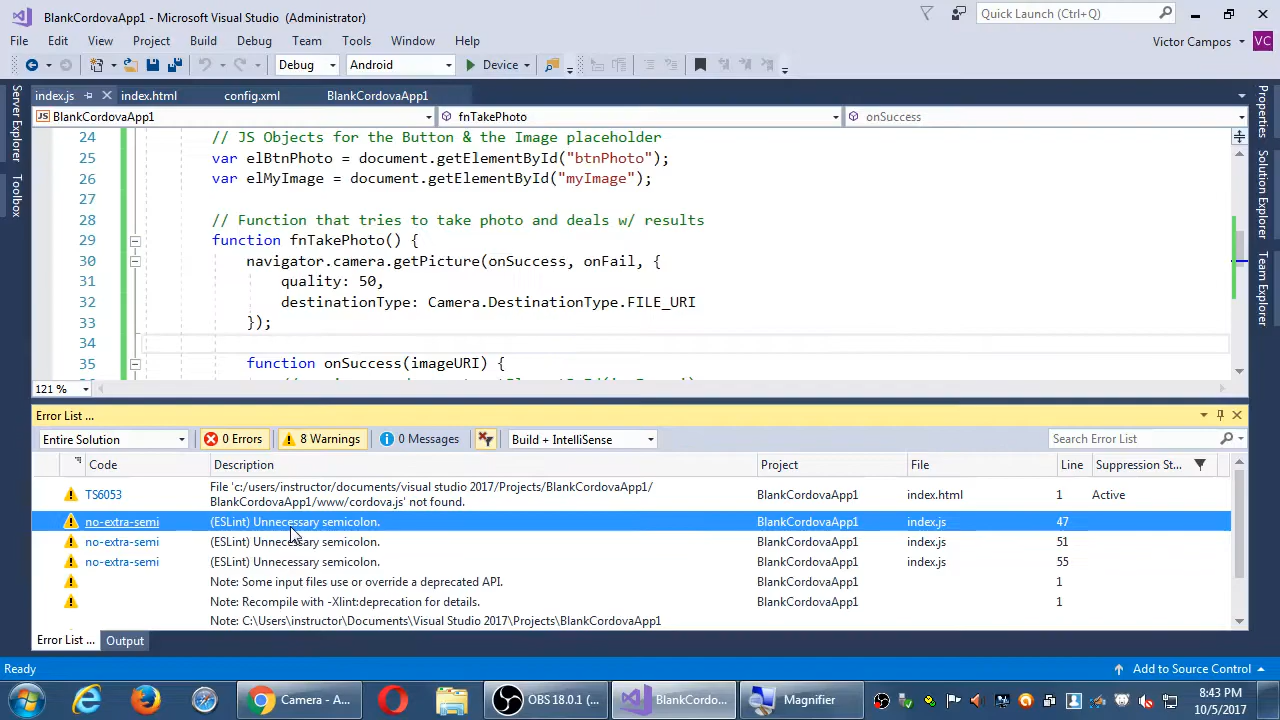 BlankCordovaApp1 - Microsoft Visual Studio (Administrator)
Quick Launch (Ctrl+Q)
File Edit View Project Build Debug Team Tools Window Help
Victor Campos VC
Debug Android Device
index.js index.html config.xml BlankCordovaApp1
BlankCordovaApp1 fnTakePhoto onSuccess
Server Explorer
Toolbox
Properties
Solution Explorer
Team Explorer
24 // JS Objects for the Button & the Image placeholder
25 var elBtnPhoto = document.getElementById("btnPhoto");
26 var elMyImage = document.getElementById("myImage");
27
28 // Function that tries to take photo and deals w/ results
29 function fnTakePhoto() {
30 navigator.camera.getPicture(onSuccess, onFail, {
31 quality: 50,
32 destinationType: Camera.DestinationType.FILE_URI
33 });
34
35 function onSuccess(imageURI) {
121 %
Error List ...
Entire Solution 0 Errors 8 Warnings 0 Messages Build + IntelliSense Search Error List
Code Description Project File Line Suppression St...
TS6053 File 'c:/users/instructor/documents/visual studio 2017/Projects/BlankCordovaApp1/ BlankCordovaApp1 index.html 1 Active
BlankCordovaApp1/www/cordova.js' not found.
no-extra-semi (ESLint) Unnecessary semicolon. BlankCordovaApp1 index.js 47
no-extra-semi (ESLint) Unnecessary semicolon. BlankCordovaApp1 index.js 51
no-extra-semi (ESLint) Unnecessary semicolon. BlankCordovaApp1 index.js 55
Note: Some input files use or override a deprecated API. BlankCordovaApp1 1
Note: Recompile with -Xlint:deprecation for details. BlankCordovaApp1 1
Note: C:\Users\instructor\Documents\Visual Studio 2017\Projects\BlankCordovaApp1
Error List ... Output
Ready Add to Source Control
Camera - A... OBS 18.0.1 (... BlankCordo... Magnifier
8:43 PM
10/5/2017